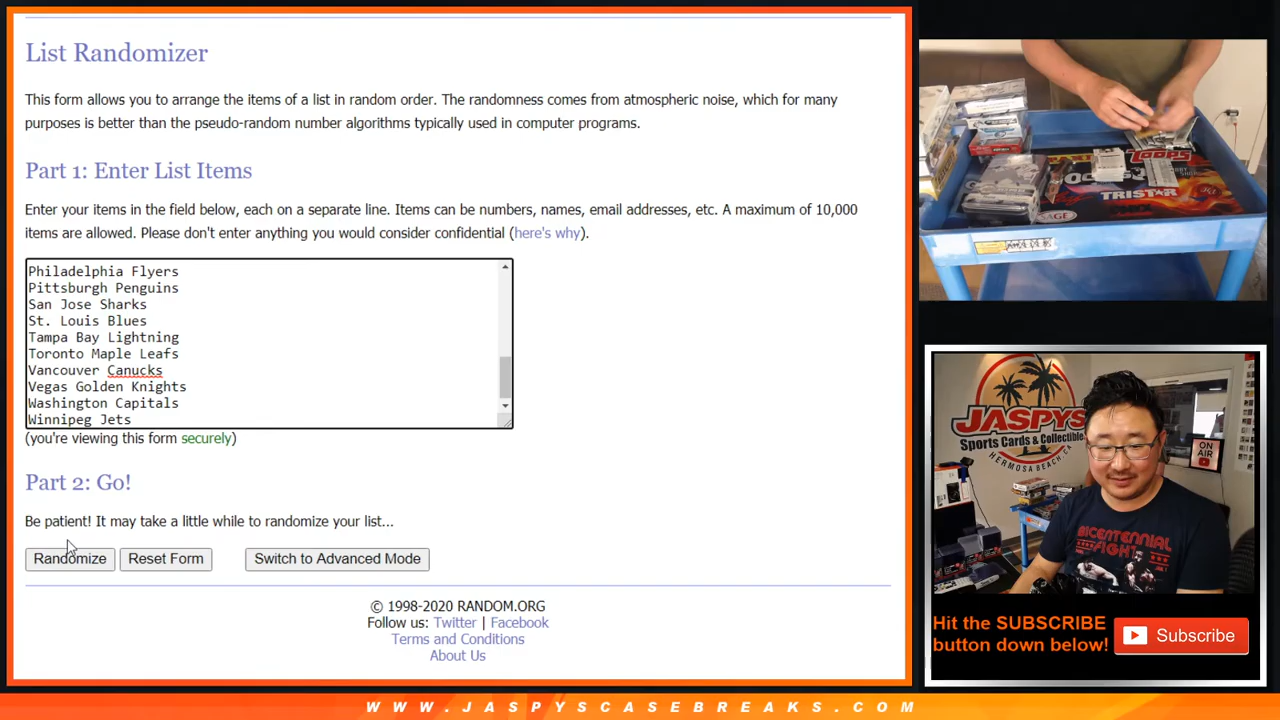 List Randomizer
This form allows you to arrange the items of a list in random order. The randomness comes from atmospheric noise, which for many
purposes is better than the pseudo-random number algorithms typically used in computer programs.
Part 1: Enter List Items
Enter your items in the field below, each on a separate line. Items can be numbers, names, email addresses, etc. A maximum of 10,000
items are allowed. Please don't enter anything you would consider confidential (here's why).
Philadelphia Flyers
Pittsburgh Penguins
San Jose Sharks
St. Louis Blues
Tampa Bay Lightning
Toronto Maple Leafs
Vancouver Canucks
Vegas Golden Knights
Washington Capitals
Winnipeg Jets
(you're viewing this form securely)
Part 2: Go!
Be patient! It may take a little while to randomize your list...
Randomize
Reset Form
Switch to Advanced Mode
© 1998-2020 RANDOM.ORG
Follow us: Twitter | Facebook
Terms and Conditions
About Us
TOPPS
TRISTAR
SAGE
JASPYS
Sports Cards & Collectibles
HERMOSA BEACH, CA
ON
AIR
BICENTENNIAL
FIGHT
Hit the SUBSCRIBE
button down below!
Subscribe
WWW.JASPYSCASEBREAKS.COM